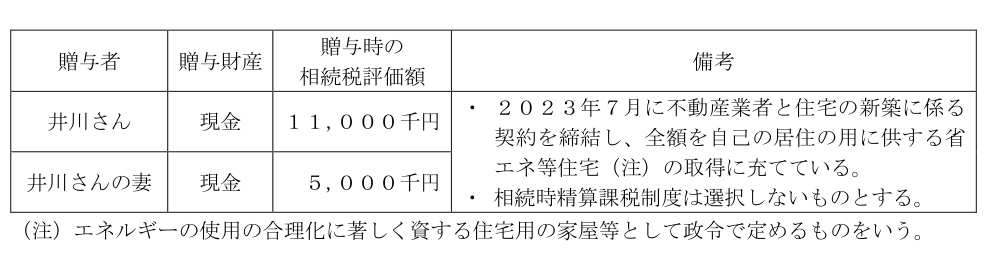 贈与者
贈与財産
贈与時の
相続税評価額
備考
井川さん
現金
１１,０００千円
井川さんの妻
現金
５,０００千円
・ ２０２３年７月に不動産業者と住宅の新築に係る
契約を締結し、全額を自己の居住の用に供する省
エネ等住宅（注）の取得に充てている。
・ 相続時精算課税制度は選択しないものとする。
（注）エネルギーの使用の合理化に著しく資する住宅用の家屋等として政令で定めるものをいう。